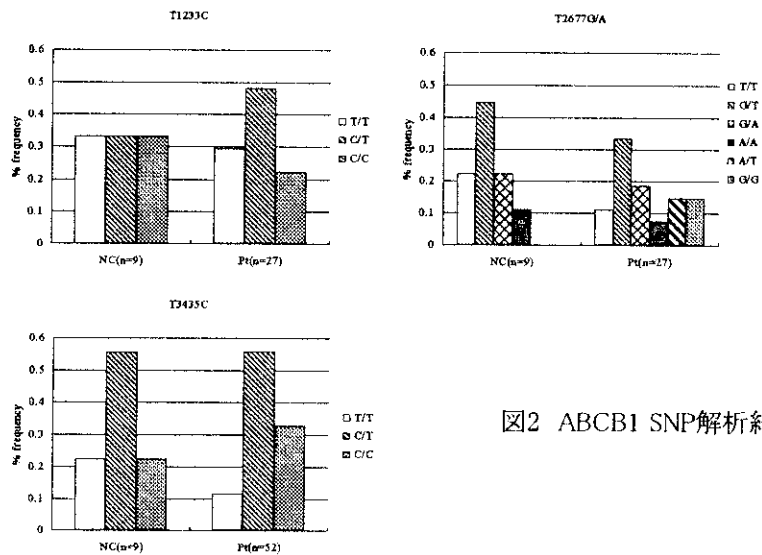 T1233C
% frequency
0.6
0.5
0.4
0.3
0.2
0.1
0
NC(n=9)
Pt(n=27)
T/T
C/T
C/C
T2677G/A
% frequency
0.6
0.5
0.4
0.3
0.2
0.1
0
NC(n=9)
Pt(n=27)
T/T
G/T
G/A
A/A
A/T
G/G
T3435C
% frequency
0.6
0.5
0.4
0.3
0.2
0.1
0
NC(n=9)
Pt(n=52)
T/T
C/T
C/C
図2 ABCB1 SNP解析